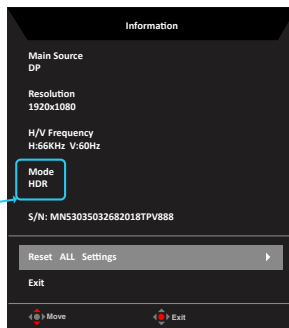 Information
Main Source
DP
Resolution
1920x1080
H/V Frequency
H:66KHz V:60Hz
Mode
HDR
S/N: MN53035032682018TPV888
Reset ALL Settings
Exit
Move Exit